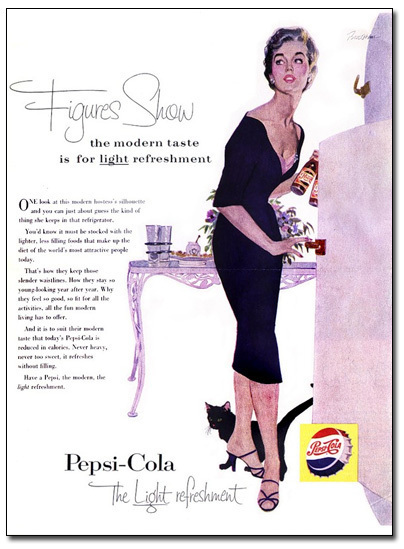 Figures Show
the modern taste
is for light refreshment
ONE look at this modern hostess's silhouette
and you can just about guess the kind of
thing she keeps in that refrigerator.
You'd know it must be stocked with the
lighter, less filling foods that make up the
diet of the world's most attractive people
today.
That's how they keep those
slender waistlines. How they stay so
young-looking year after year. Why
they feel so good, so fit for all the
activities, all the fun modern
living has to offer.
And it is to suit their modern
taste that today's Pepsi-Cola is
reduced in calories. Never heavy,
never too sweet, it refreshes
without filling.
Have a Pepsi, the modern, the
light refreshment.
Pepsi-Cola
The Light refreshment
Pepsi-Cola